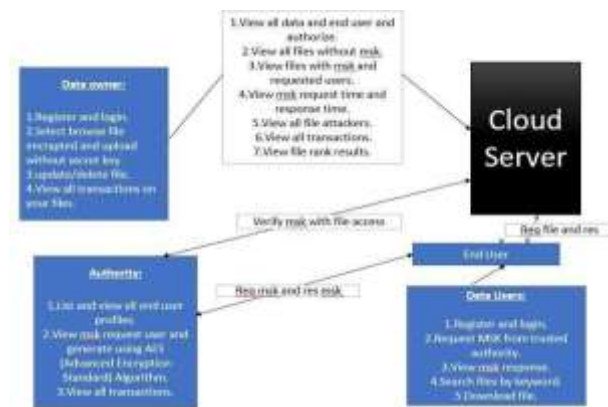 1.View all data and end user and
authorize.
2.View all files without msk.
3.View files with msk and
requested users.
4.View msk request time and
response time.
5.View all file attackers.
6.View all transactions.
7.View file rank results.
Data owner:
1.Register and login.
2.Select browse file
encrypted and upload
without secret key.
3.update/delete file.
4.View all transactions on
your files.
Cloud
Server
Verify msk with file access
Req file and res
End User
Authority:
1.List and view all end user
profiles.
2.View msk request user and
generate using AES
(Advanced Encryption
Standard) Algorithm.
3.View all transactions.
Req msk and res msk
Data Users:
1.Register and login.
2.Request MSK from trusted
authority.
3.View msk response.
4.Search files by keyword.
5.Download file.